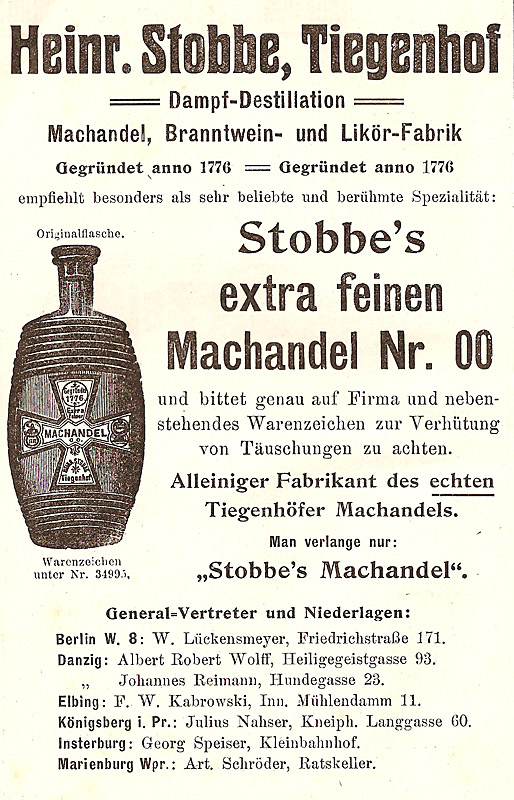 Heinr. Stobbe, Tiegenhof
Dampf-Destillation
Machandel, Branntwein- und Likör-Fabrik
Gegründet anno 1776 = Gegründet anno 1776
empfiehlt besonders als sehr beliebte und berühmte Spezialität:
Originalflasche.
Gegründet
1776.
Extra
feiner
MACHANDEL
Heinr. Stobbe
Tiegenhof
Warenzeichen
unter Nr. 34995.
Stobbe's
extra feinen
Machandel Nr. 00
und bittet genau auf Firma und neben-
stehendes Warenzeichen zur Verhütung
von Täuschungen zu achten.
Alleiniger Fabrikant des echten
Tiegenhöfer Machandels.
Man verlange nur:
„Stobbe's Machandel“.
General=Vertreter und Niederlagen:
Berlin W. 8: W. Lückensmeyer, Friedrichstraße 171.
Danzig: Albert Robert Wolff, Heiligegeistgasse 93.
„ Johannes Reimann, Hundegasse 23.
Elbing: F. W. Kabrowski, Inn. Mühlendamm 11.
Königsberg i. Pr.: Julius Nahser, Kneiph. Langgasse 60.
Insterburg: Georg Speiser, Kleinbahnhof.
Marienburg Wpr.: Art. Schröder, Ratskeller.